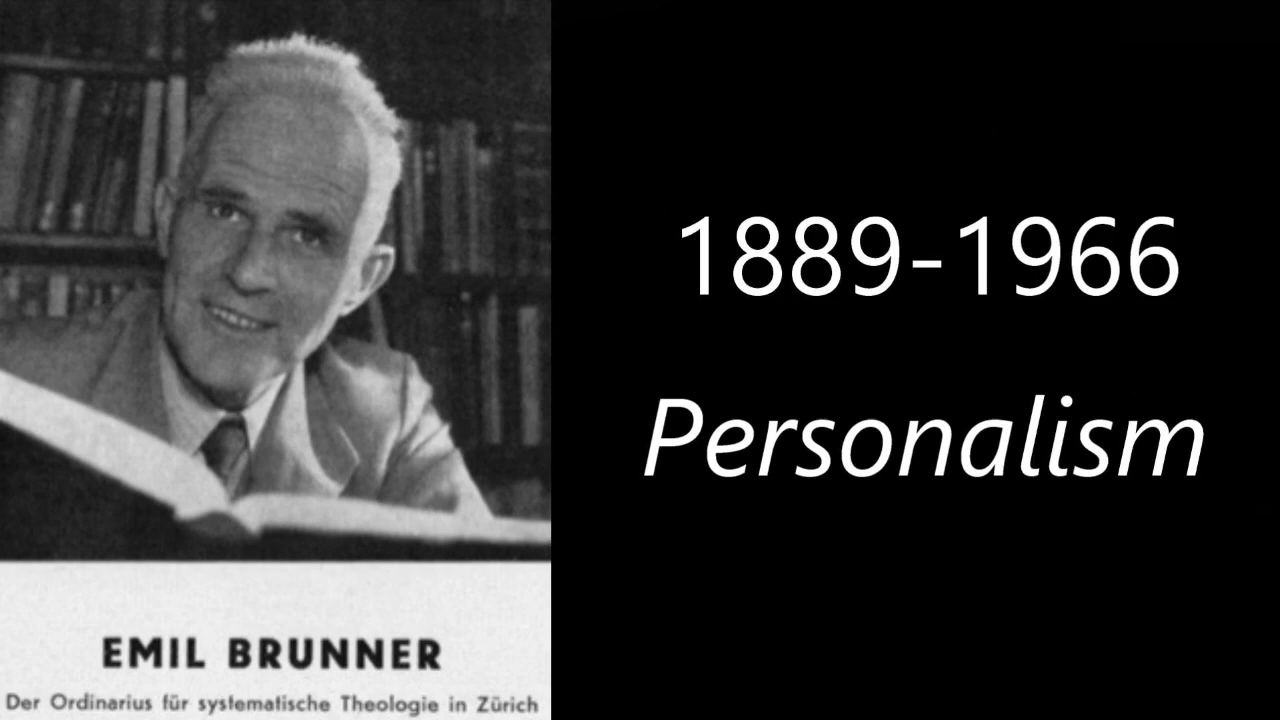 EMIL BRUNNER
Der Ordinarius für systematische Theologie in Zürich
1889-1966
Personalism